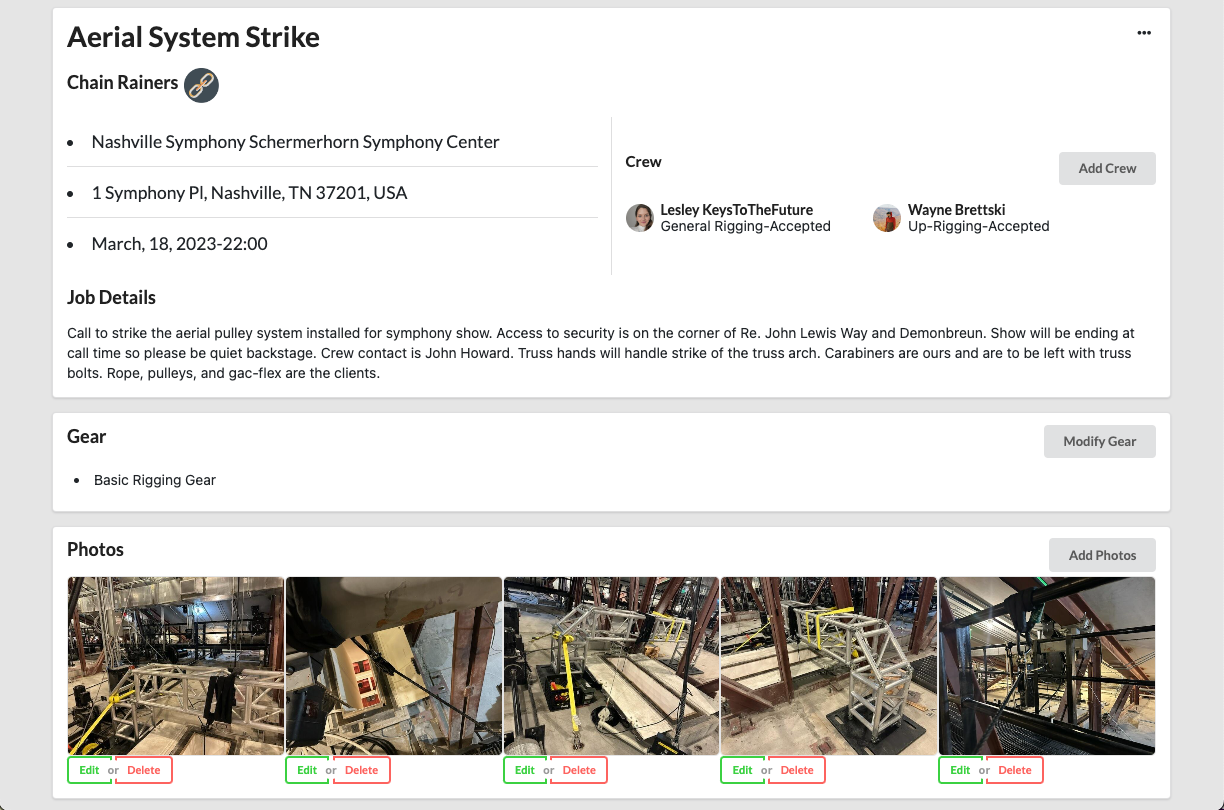 Aerial System Strike
Chain Rainers
Nashville Symphony Schermerhorn Symphony Center
1 Symphony Pl, Nashville, TN 37201, USA
March, 18, 2023-22:00
Crew
Add Crew
Lesley KeysToTheFuture
General Rigging-Accepted
Wayne Brettski
Up-Rigging-Accepted
Job Details
Call to strike the aerial pulley system installed for symphony show. Access to security is on the corner of Re. John Lewis Way and Demonbreun. Show will be ending at
call time so please be quiet backstage. Crew contact is John Howard. Truss hands will handle strike of the truss arch. Carabiners are ours and are to be left with truss
bolts. Rope, pulleys, and gac-flex are the clients.
Gear
Modify Gear
Basic Rigging Gear
Photos
Add Photos
Edit or Delete
Edit or Delete
Edit or Delete
Edit or Delete
Edit or Delete